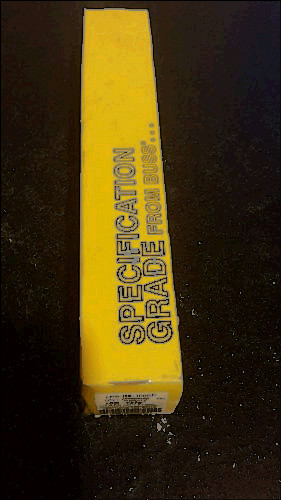 SPECIFICATION
GRADE FROM BUSS®...